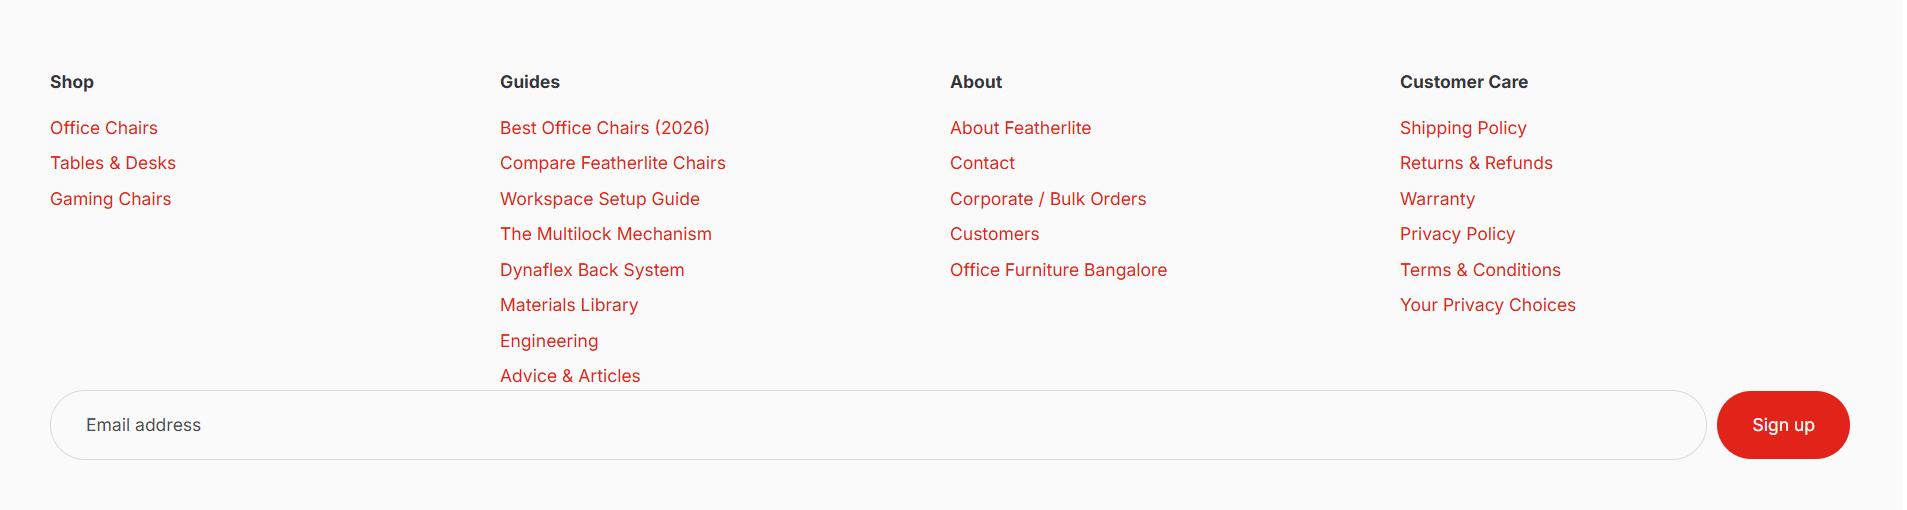 Shop
Office Chairs
Tables & Desks
Gaming Chairs
Guides
Best Office Chairs (2026)
Compare Featherlite Chairs
Workspace Setup Guide
The Multilock Mechanism
Dynaflex Back System
Materials Library
Engineering
Advice & Articles
About
About Featherlite
Contact
Corporate / Bulk Orders
Customers
Office Furniture Bangalore
Customer Care
Shipping Policy
Returns & Refunds
Warranty
Privacy Policy
Terms & Conditions
Your Privacy Choices
Email address
Sign up